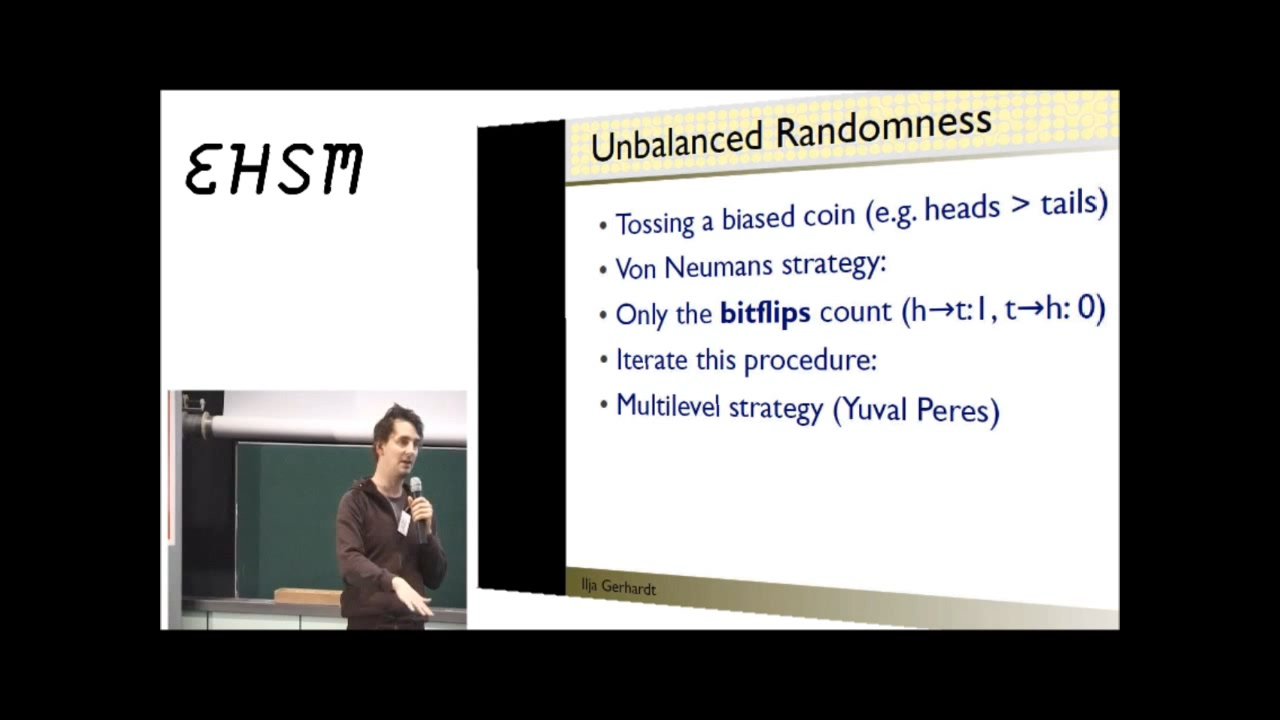 EHSM
Unbalanced Randomness
• Tossing a biased coin (e.g. heads > tails)
• Von Neumans strategy:
• Only the bitflips count (h→t:1, t→h: 0)
• Iterate this procedure:
• Multilevel strategy (Yuval Peres)
Ilja Gerhardt